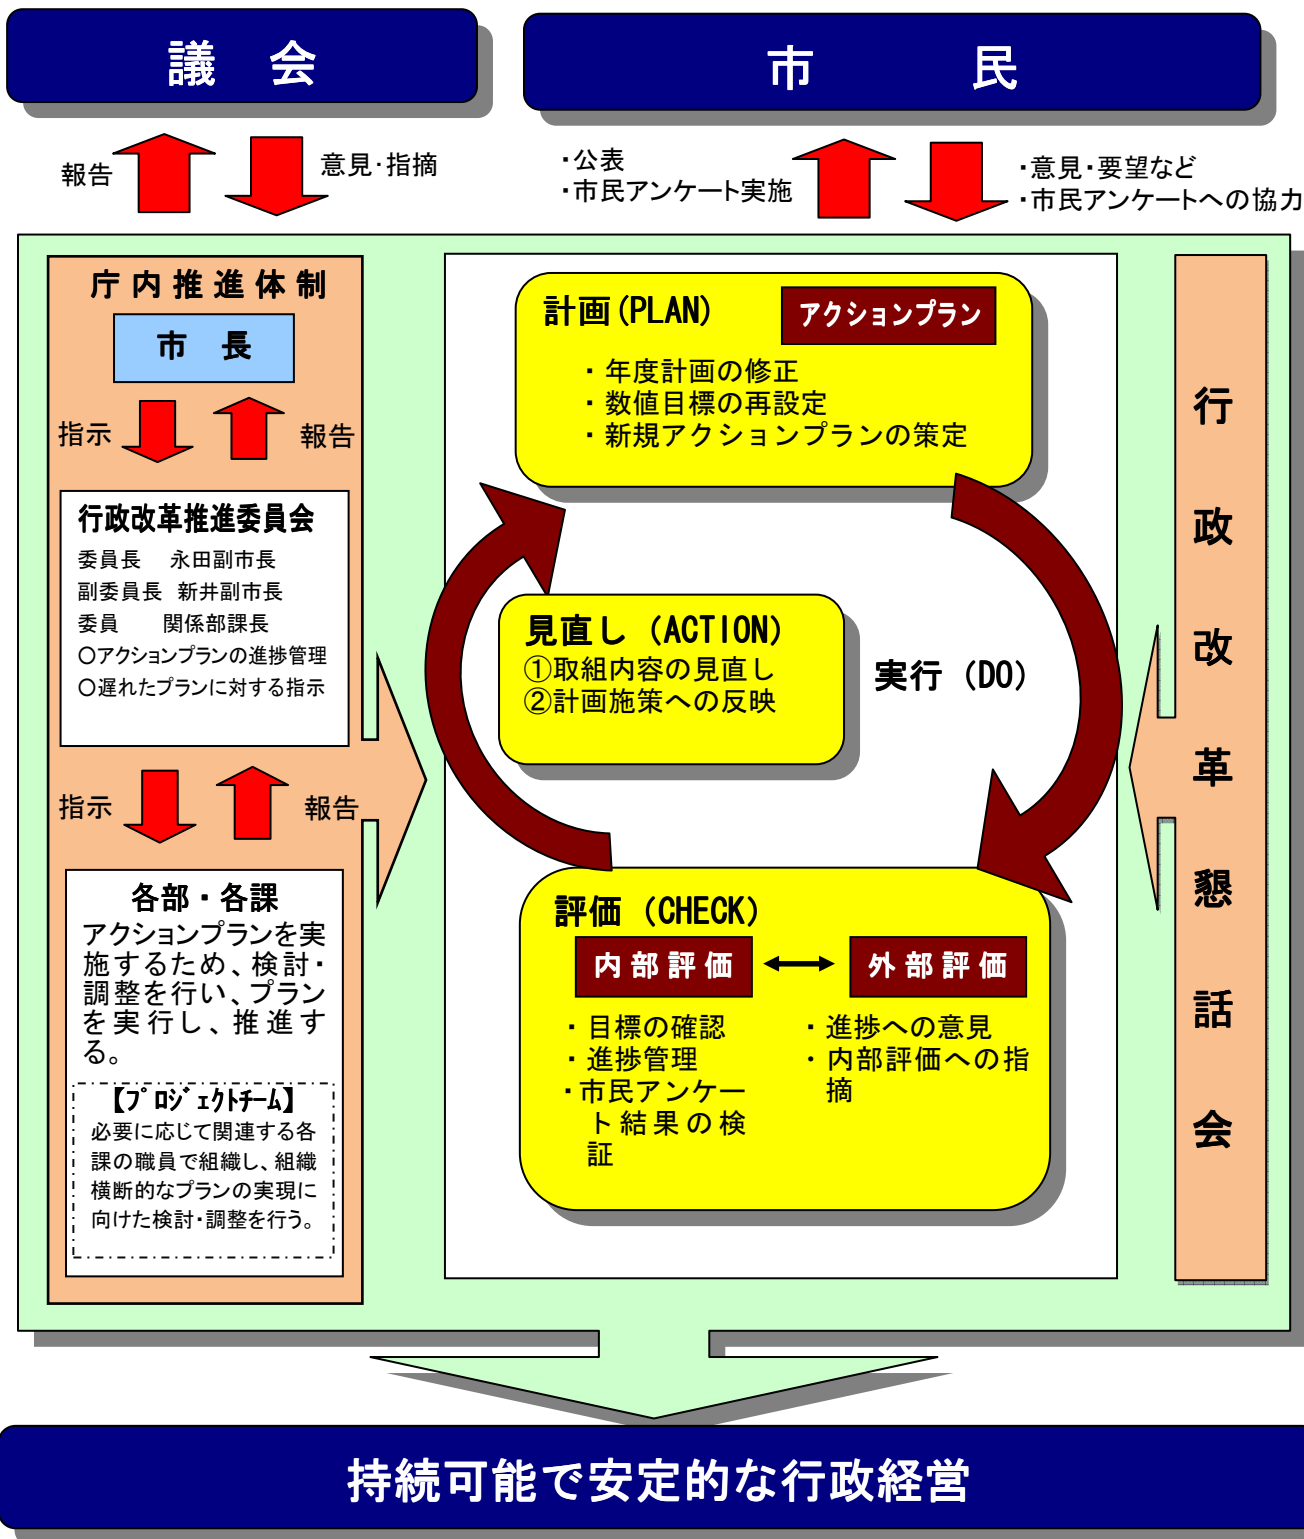 議　会
市　　　民
報告
意見・指摘
・公表
・市民アンケート実施
・意見・要望など
・市民アンケートへの協力
庁内推進体制
市　長
指示
報告
行政改革推進委員会
委員長　永田副市長
副委員長　新井副市長
委員　　関係部課長
○アクションプランの進捗管理
○遅れたプランに対する指示
指示
報告
各部・各課
アクションプランを実
施するため、検討・
調整を行い、プラン
を実行し、推進す
る。
【ﾌﾟﾛｼﾞｪｸﾄﾁｰﾑ】
必要に応じて関連する各
課の職員で組織し、組織
横断的なプランの実現に
向けた検討・調整を行う。
計画(PLAN)
アクションプラン
・年度計画の修正
・数値目標の再設定
・新規アクションプランの策定
見直し（ACTION）
①取組内容の見直し
②計画施策への反映
実行（DO）
評価（CHECK）
内部評価
外部評価
・目標の確認
・進捗管理
・市民アンケー
ト結果の検
証
・進捗への意見
・内部評価への指
摘
行政改革懇話会
持続可能で安定的な行政経営